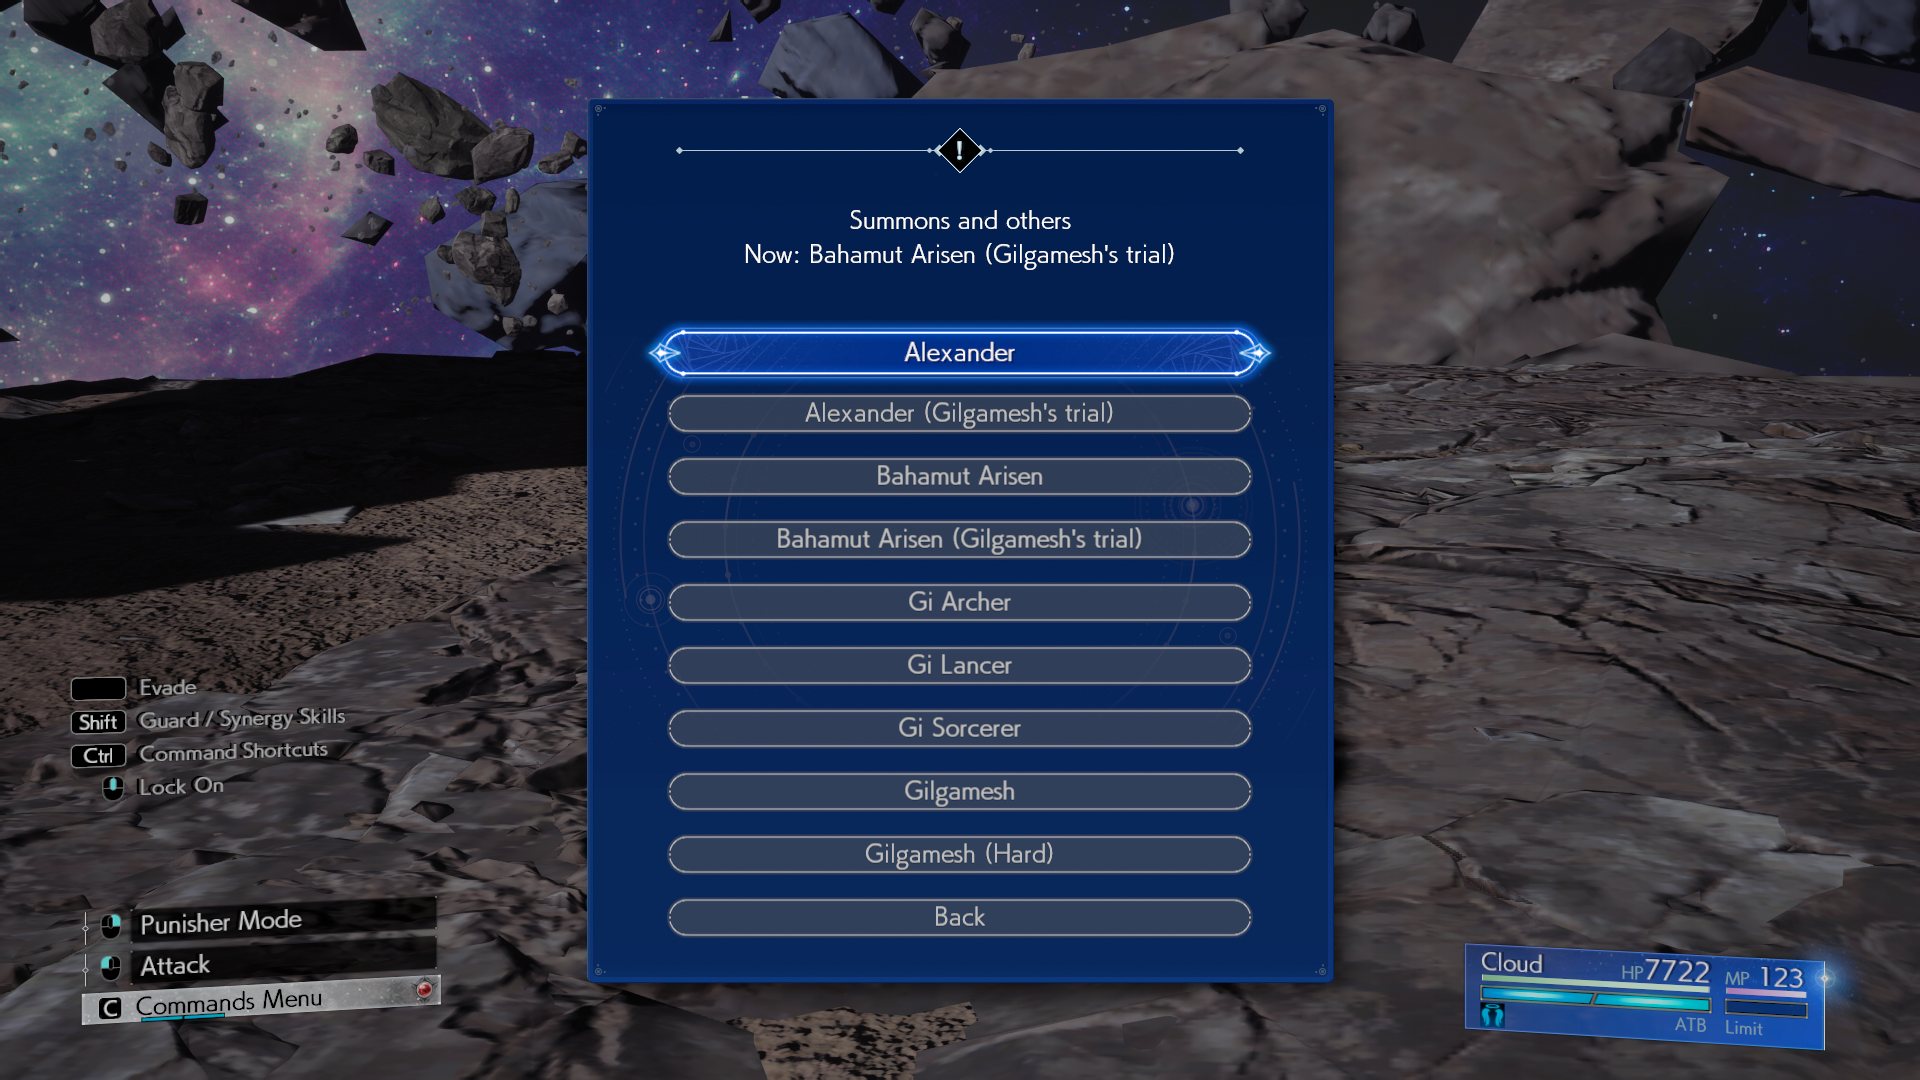 !
Summons and others
Now: Bahamut Arisen (Gilgamesh's trial)
Alexander
Alexander (Gilgamesh's trial)
Bahamut Arisen
Bahamut Arisen (Gilgamesh's trial)
Gi Archer
Gi Lancer
Gi Sorcerer
Gilgamesh
Gilgamesh (Hard)
Back
Evade
Shift Guard / Synergy Skills
Ctrl Command Shortcuts
Lock On
Punisher Mode
Attack
C Commands Menu
Cloud HP 7722 MP 123
ATB Limit